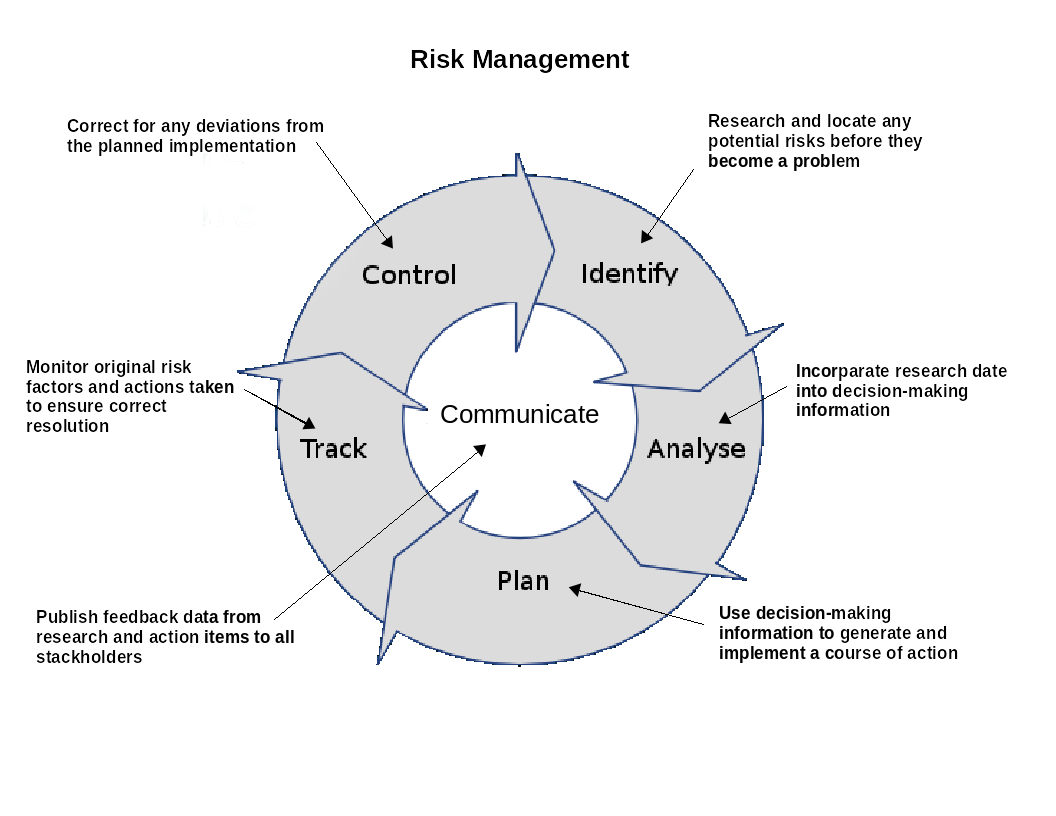 Risk Management
Correct for any deviations from
the planned implementation
Research and locate any
potential risks before they
become a problem
Control
Identify
Monitor original risk
factors and actions taken
to ensure correct
resolution
Incorparate research date
into decision-making
information
Communicate
Track
Analyse
Plan
Publish feedback data from
research and action items to all
stackholders
Use decision-making
information to generate and
implement a course of action